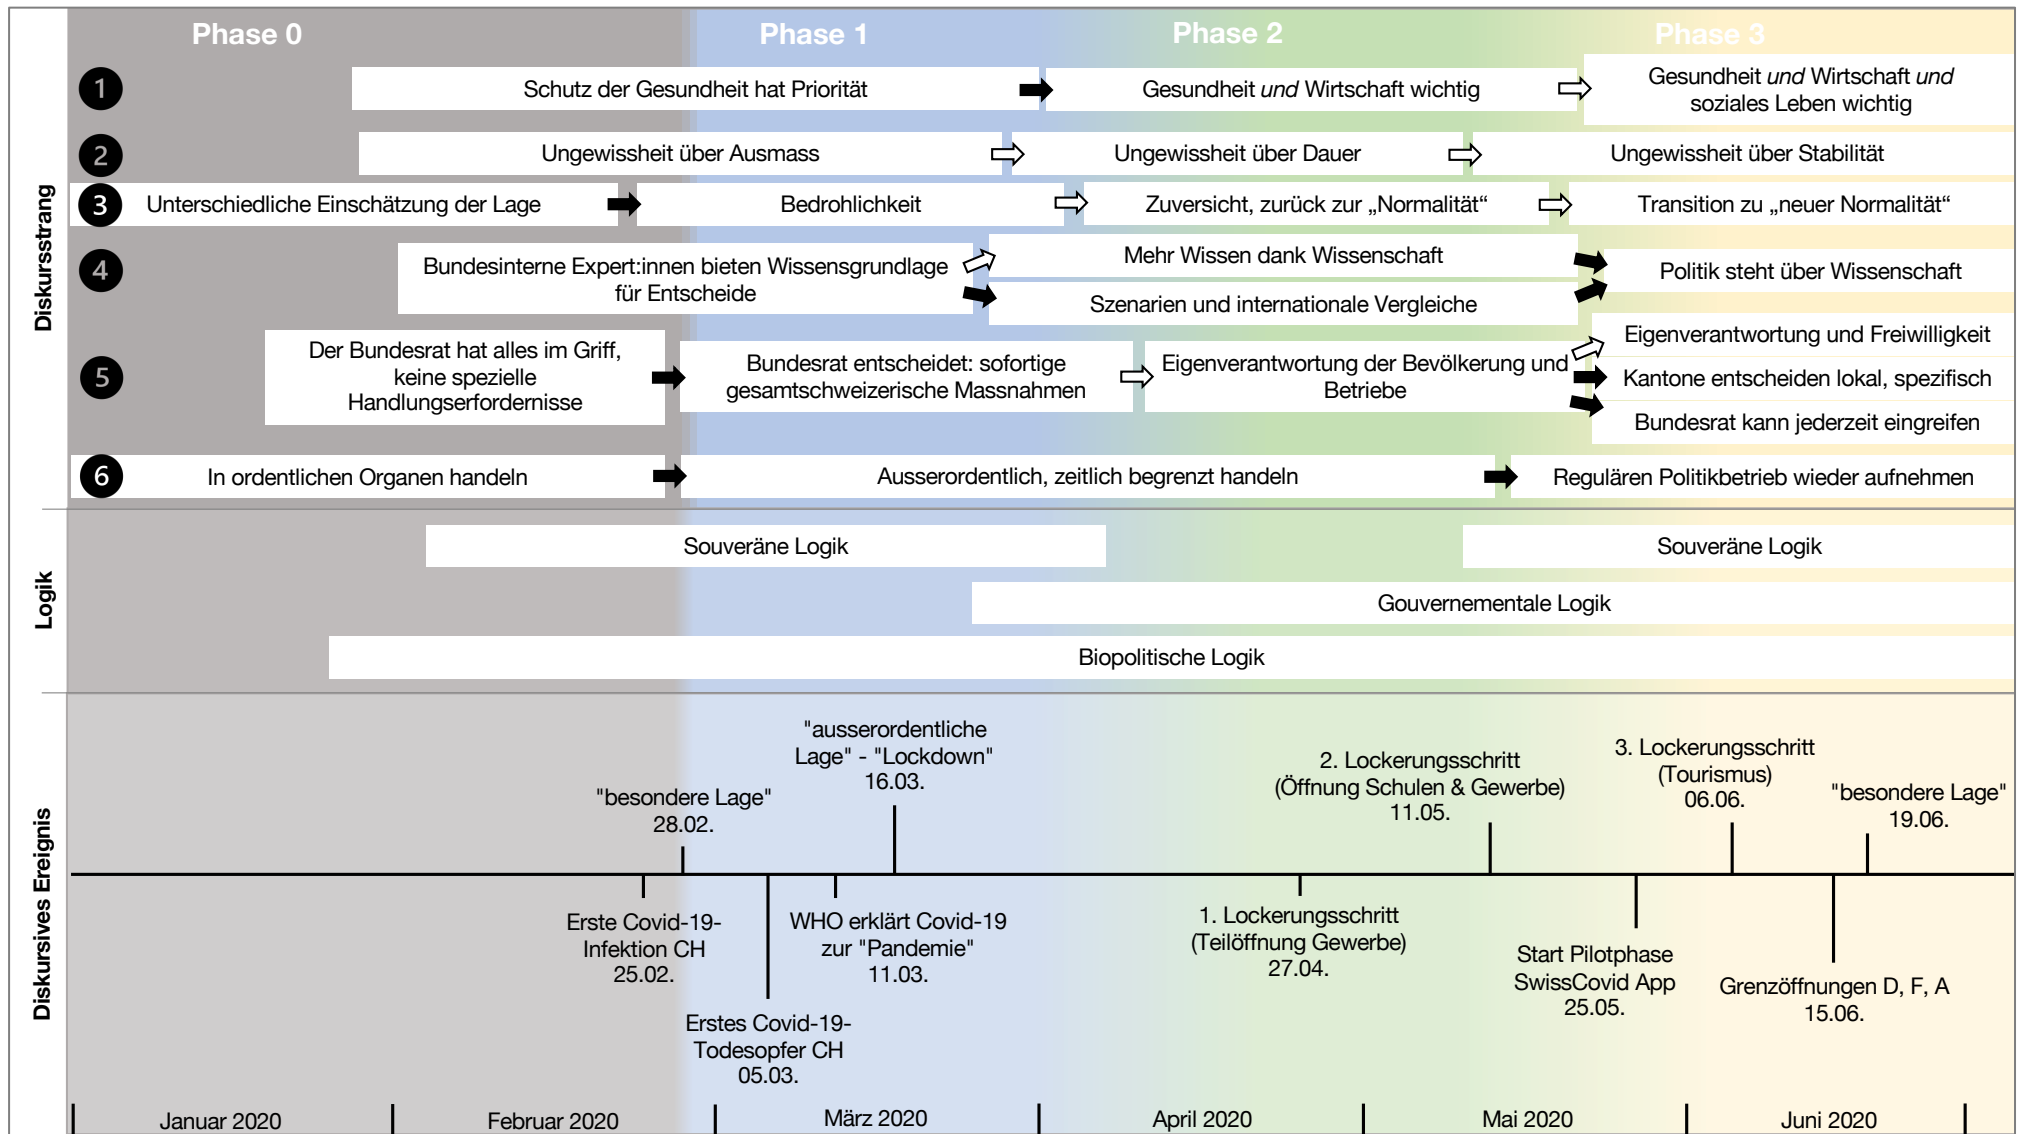 Phase 0
Phase 1
Phase 2
Phase 3
Diskursstrang
1
Schutz der Gesundheit hat Priorität
Gesundheit und Wirtschaft wichtig
Gesundheit und Wirtschaft und
soziales Leben wichtig
2
Ungewissheit über Ausmass
Ungewissheit über Dauer
Ungewissheit über Stabilität
3
Unterschiedliche Einschätzung der Lage
Bedrohlichkeit
Zuversicht, zurück zur „Normalität“
Transition zu „neuer Normalität“
4
Bundesinterne Expert:innen bieten Wissensgrundlage
für Entscheide
Mehr Wissen dank Wissenschaft
Szenarien und internationale Vergleiche
Politik steht über Wissenschaft
5
Der Bundesrat hat alles im Griff,
keine spezielle
Handlungserfordernisse
Bundesrat entscheidet: sofortige
gesamtschweizerische Massnahmen
Eigenverantwortung der Bevölkerung und
Betriebe
Eigenverantwortung und Freiwilligkeit
Kantone entscheiden lokal, spezifisch
Bundesrat kann jederzeit eingreifen
6
In ordentlichen Organen handeln
Ausserordentlich, zeitlich begrenzt handeln
Regulären Politikbetrieb wieder aufnehmen
Logik
Souveräne Logik
Souveräne Logik
Gouvernementale Logik
Biopolitische Logik
Diskursives Ereignis
"besondere Lage"
28.02.
"ausserordentliche
Lage" - "Lockdown"
16.03.
2. Lockerungsschritt
(Öffnung Schulen & Gewerbe)
11.05.
3. Lockerungsschritt
(Tourismus)
06.06.
"besondere Lage"
19.06.
Erste Covid-19-
Infektion CH
25.02.
Erstes Covid-19-
Todesopfer CH
05.03.
WHO erklärt Covid-19
zur "Pandemie"
11.03.
1. Lockerungsschritt
(Teilöffnung Gewerbe)
27.04.
Start Pilotphase
SwissCovid App
25.05.
Grenzöffnungen D, F, A
15.06.
Januar 2020
Februar 2020
März 2020
April 2020
Mai 2020
Juni 2020